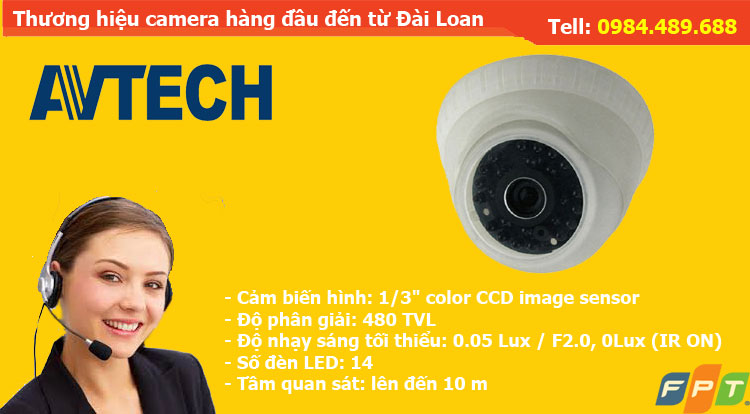 Thương hiệu camera hàng đầu đến từ Đài Loan
Tell: 0984.489.688
AVTECH
- Cảm biến hình: 1/3" color CCD image sensor
- Độ phân giải: 480 TVL
- Độ nhạy sáng tối thiểu: 0.05 Lux / F2.0, 0Lux (IR ON)
- Số đèn LED: 14
- Tầm quan sát: lên đến 10 m
FPT